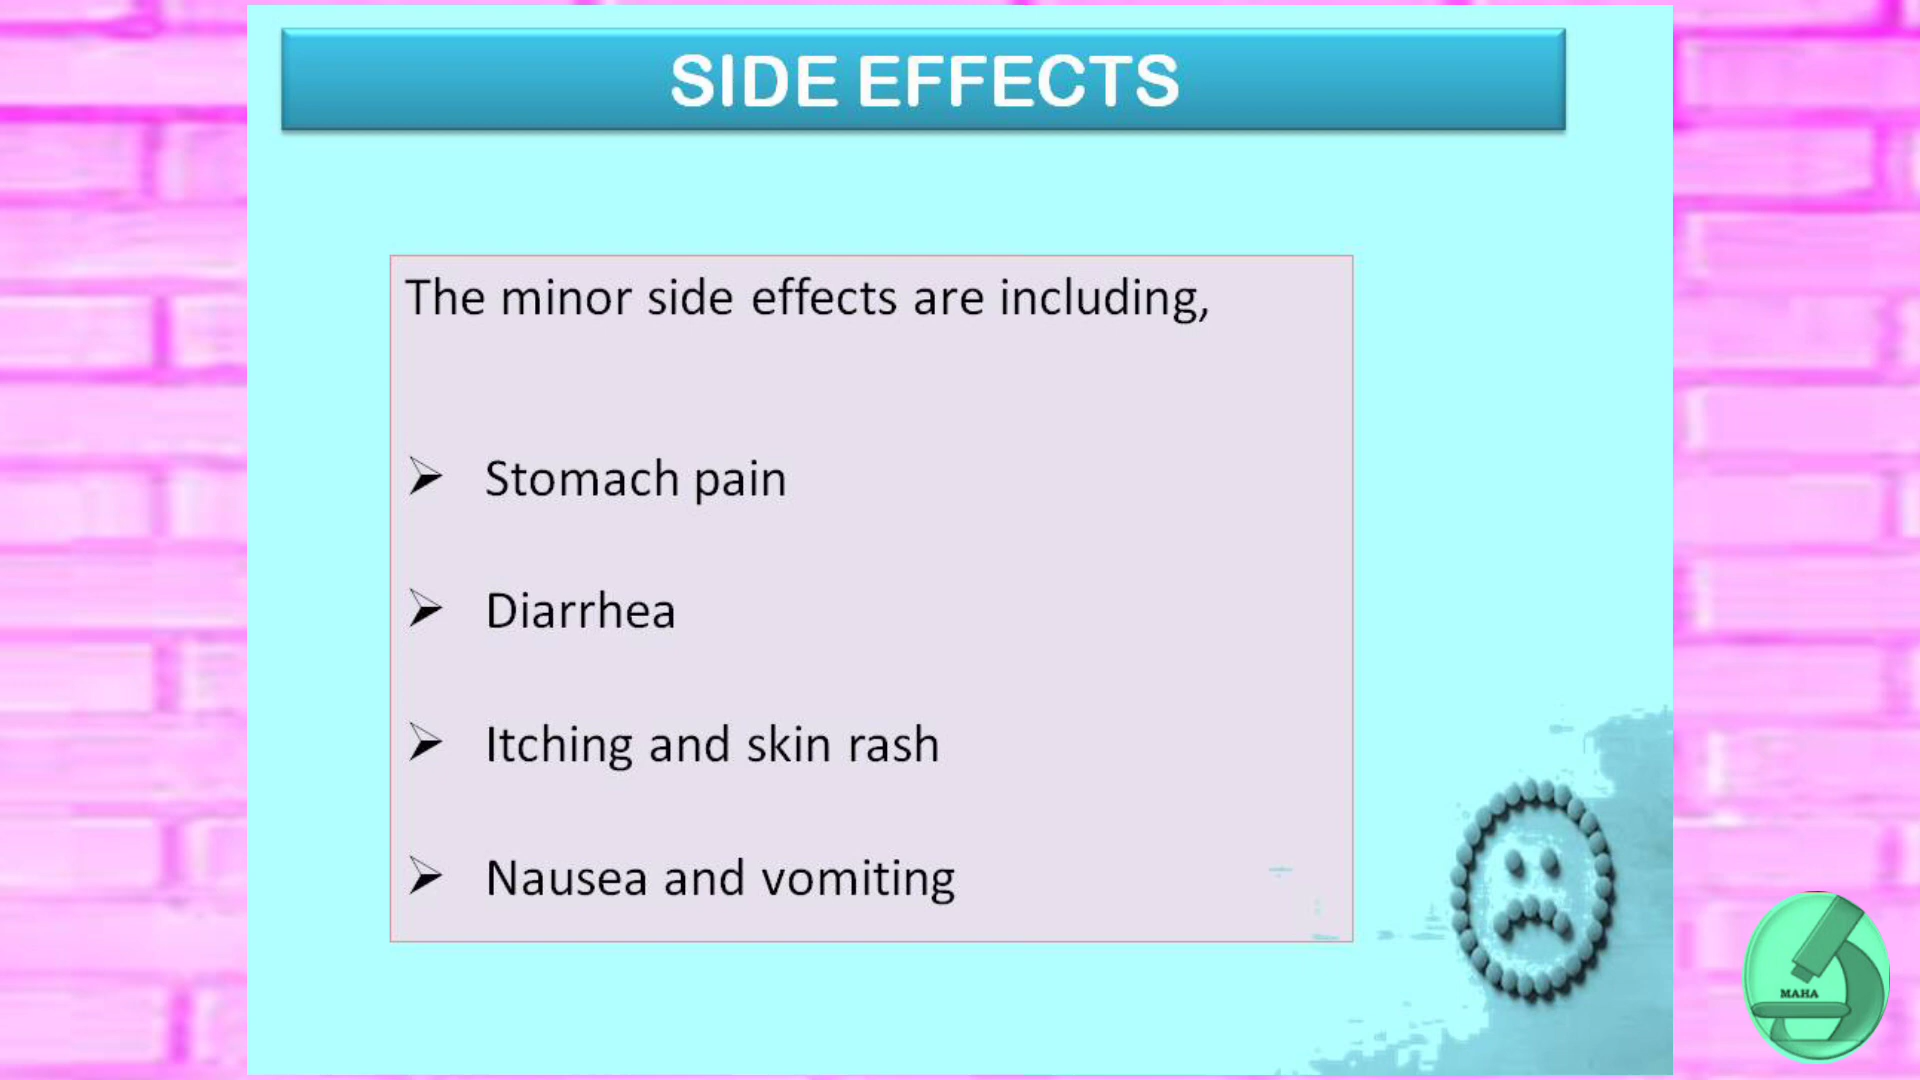 SIDE EFFECTS
The minor side effects are including,
➢ Stomach pain
➢ Diarrhea
➢ Itching and skin rash
➢ Nausea and vomiting
MAHA